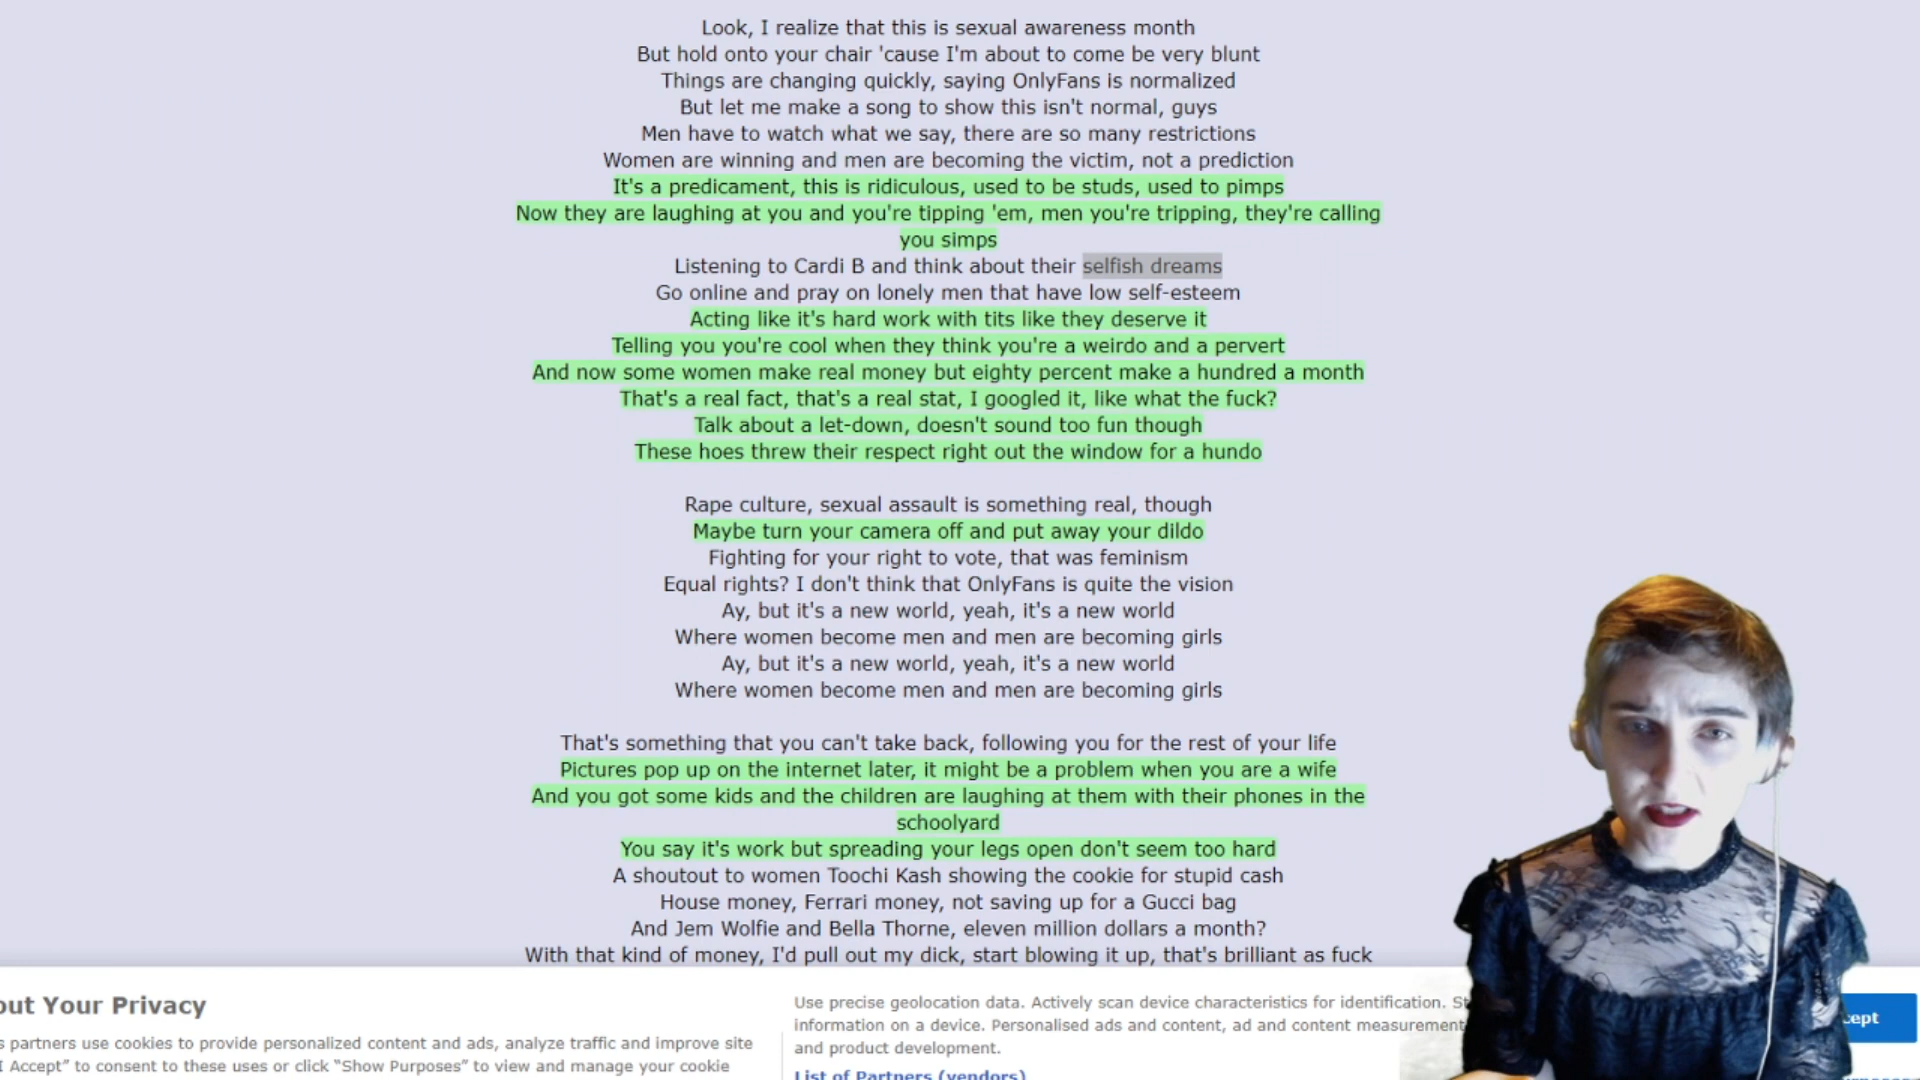 Look, I realize that this is sexual awareness month
But hold onto your chair 'cause I'm about to come be very blunt
Things are changing quickly, saying OnlyFans is normalized
But let me make a song to show this isn't normal, guys
Men have to watch what we say, there are so many restrictions
Women are winning and men are becoming the victim, not a prediction
It's a predicament, this is ridiculous, used to be studs, used to pimps
Now they are laughing at you and you're tipping 'em, men you're tripping, they're calling
you simps
Listening to Cardi B and think about their selfish dreams
Go online and pray on lonely men that have low self-esteem
Acting like it's hard work with tits like they deserve it
Telling you you're cool when they think you're a weirdo and a pervert
And now some women make real money but eighty percent make a hundred a month
That's a real fact, that's a real stat, I googled it, like what the fuck?
Talk about a let-down, doesn't sound too fun though
These hoes threw their respect right out the window for a hundo
Rape culture, sexual assault is something real, though
Maybe turn your camera off and put away your dildo
Fighting for your right to vote, that was feminism
Equal rights? I don't think that OnlyFans is quite the vision
Ay, but it's a new world, yeah, it's a new world
Where women become men and men are becoming girls
Ay, but it's a new world, yeah, it's a new world
Where women become men and men are becoming girls
That's something that you can't take back, following you for the rest of your life
Pictures pop up on the internet later, it might be a problem when you are a wife
And you got some kids and the children are laughing at them with their phones in the
schoolyard
You say it's work but spreading your legs open don't seem too hard
A shoutout to women Toochi Kash showing the cookie for stupid cash
House money, Ferrari money, not saving up for a Gucci bag
And Jem Wolfie and Bella Thorne, eleven million dollars a month?
With that kind of money, I'd pull out my dick, start blowing it up, that's brilliant as fuck
out Your Privacy
s partners use cookies to provide personalized content and ads, analyze traffic and improve site
I Accept" to consent to these uses or click "Show Purposes" to view and manage your cookie
Use precise geolocation data. Actively scan device characteristics for identification. St
information on a device. Personalised ads and content, ad and content measurement
and product development.
List of Partners (vendors)
cept